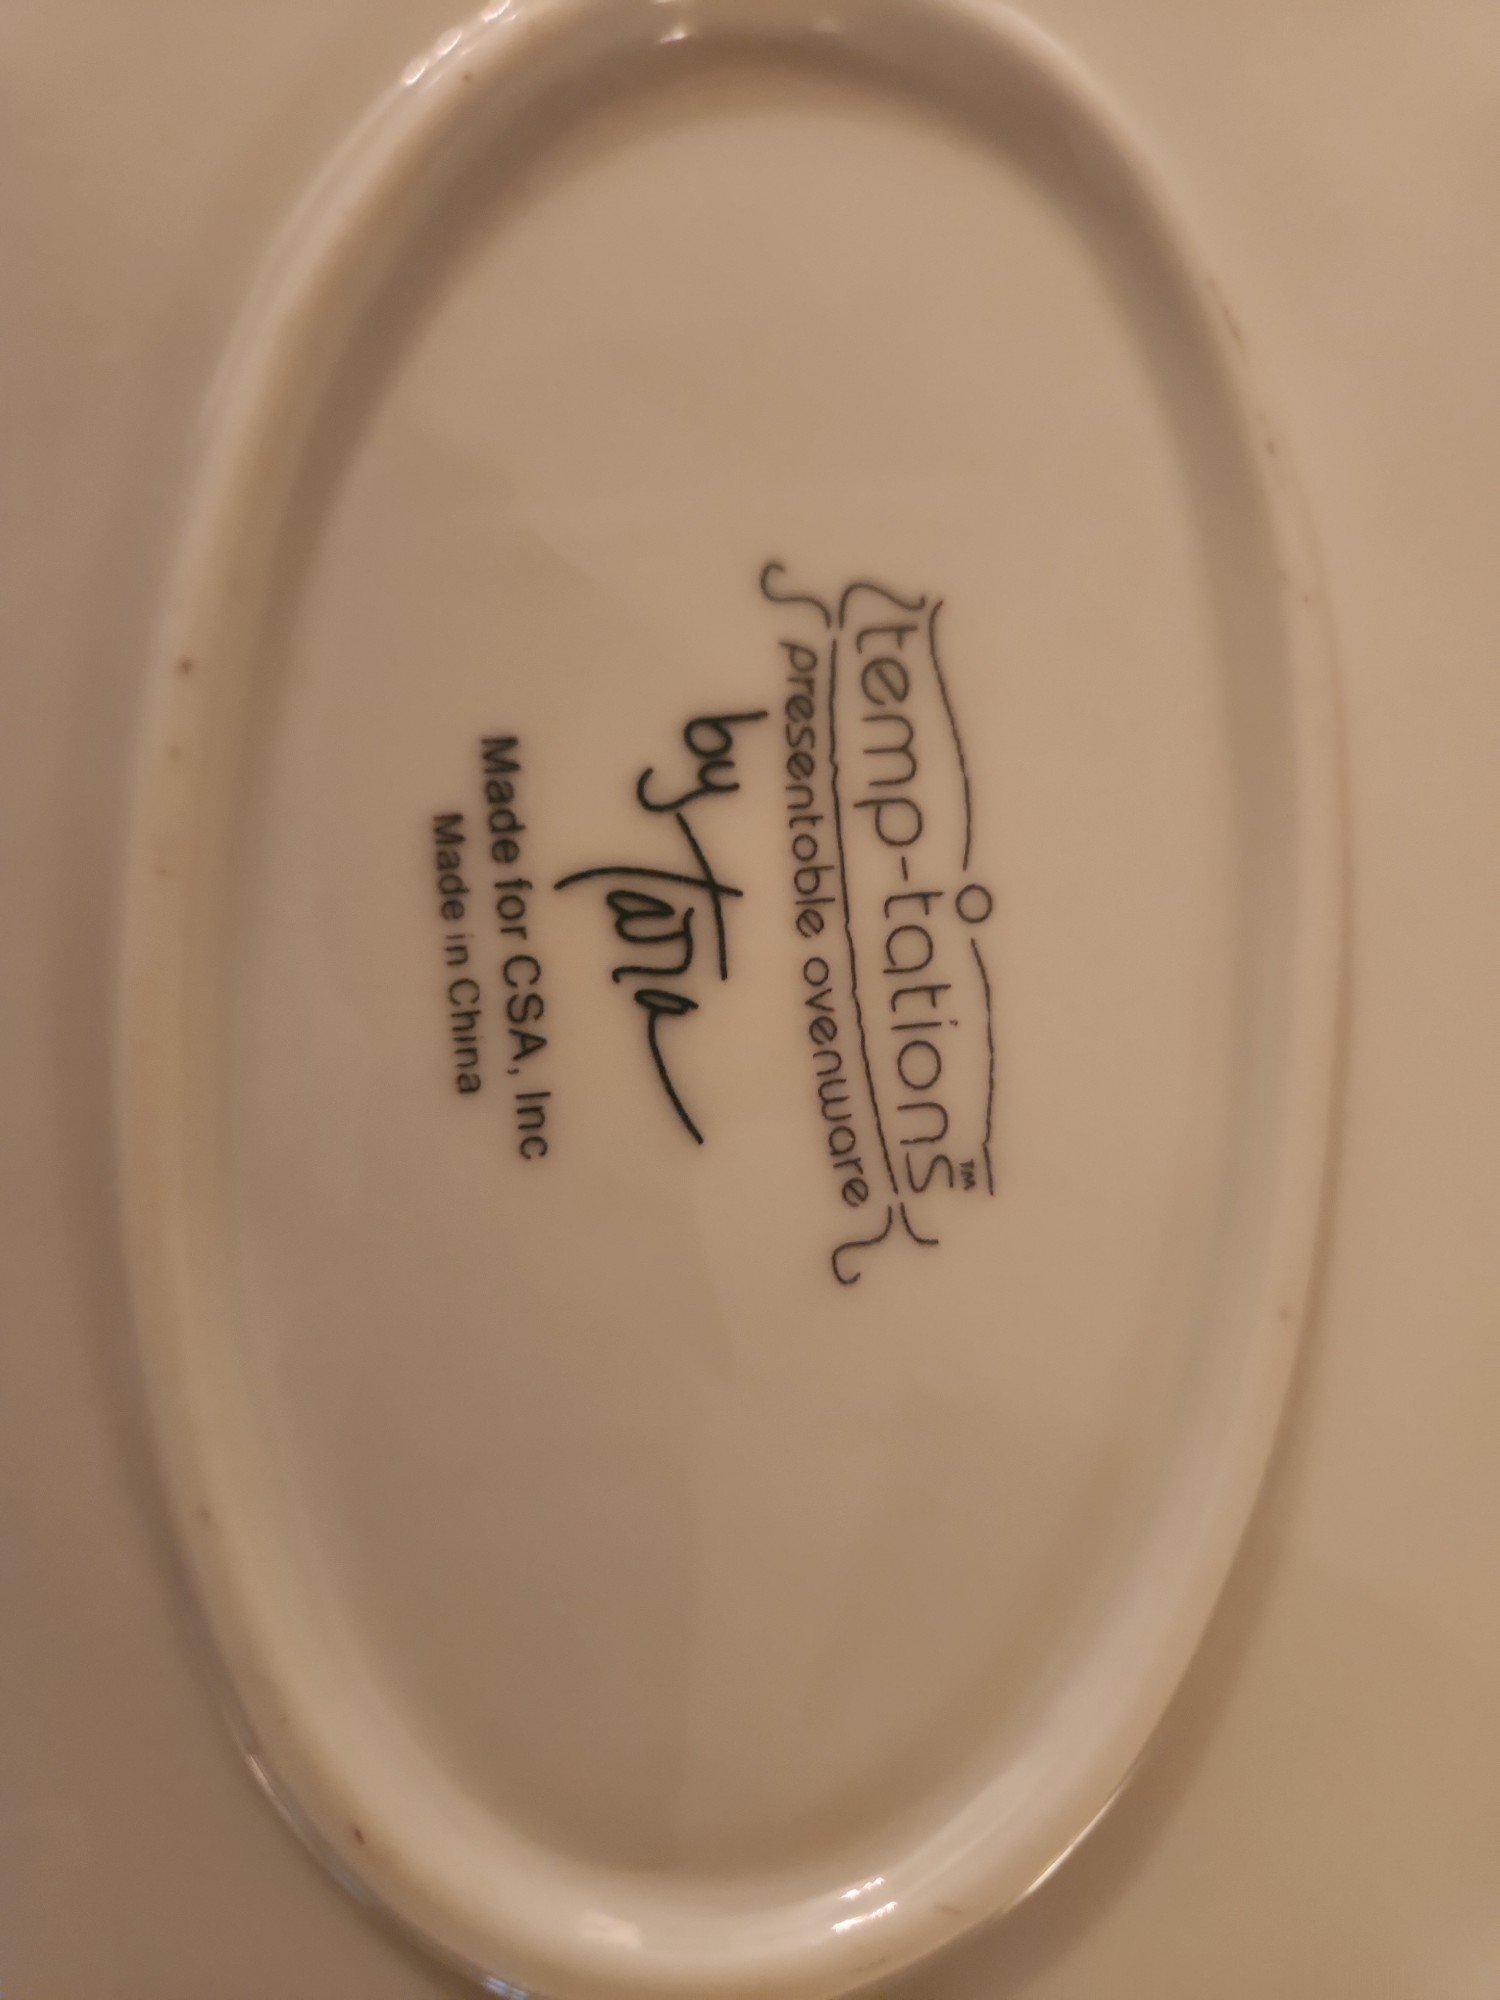 temp-tations™
presentable ovenware
by Tara
Made for CSA, Inc
Made in China